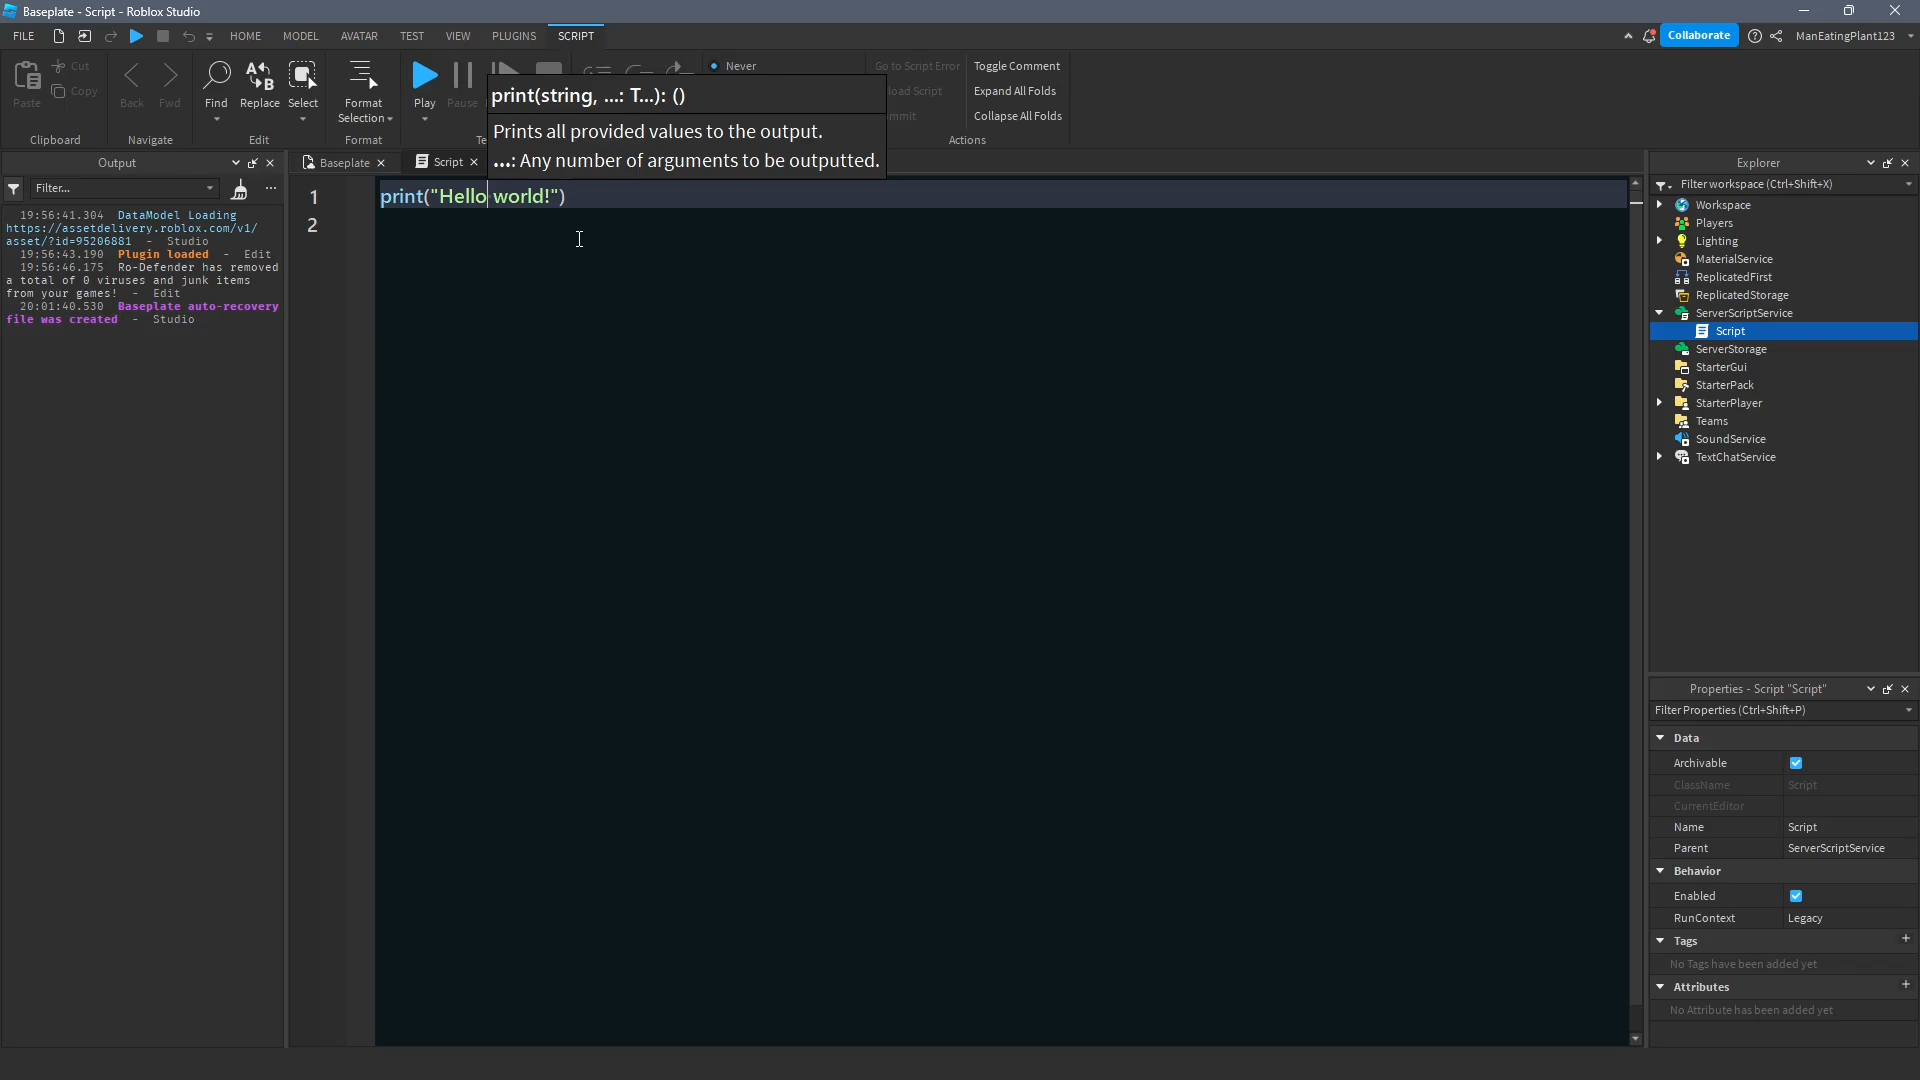 Baseplate - Script - Roblox Studio
FILE HOME MODEL AVATAR TEST VIEW PLUGINS SCRIPT Collaborate ManEatingPlant123
Paste Cut Copy Clipboard
Back Fwd Navigate
Find Replace Select Edit
Format Selection Format
Play Pause
Never
Go to Script Error
Toggle Comment
Expand All Folds
Collapse All Folds
Actions
print(string, ...: T...): ()
Prints all provided values to the output.
...: Any number of arguments to be outputted.
Output
Filter...
19:56:41.304 DataModel Loading
https://assetdelivery.roblox.com/v1/
asset/?id=95206881 - Studio
19:56:43.190 Plugin loaded - Edit
19:56:46.175 Ro-Defender has removed
a total of 0 viruses and junk items
from your games! - Edit
20:01:40.530 Baseplate auto-recovery
file was created - Studio
Baseplate Script
1 print("Hello world!")
2
Explorer
Filter workspace (Ctrl+Shift+X)
Workspace
Players
Lighting
MaterialService
ReplicatedFirst
ReplicatedStorage
ServerScriptService
Script
ServerStorage
StarterGui
StarterPack
StarterPlayer
Teams
SoundService
TextChatService
Properties - Script "Script"
Filter Properties (Ctrl+Shift+P)
Data
Archivable
ClassName Script
CurrentEditor
Name Script
Parent ServerScriptService
Behavior
Enabled
RunContext Legacy
Tags +
No Tags have been added yet
Attributes +
No Attribute has been added yet